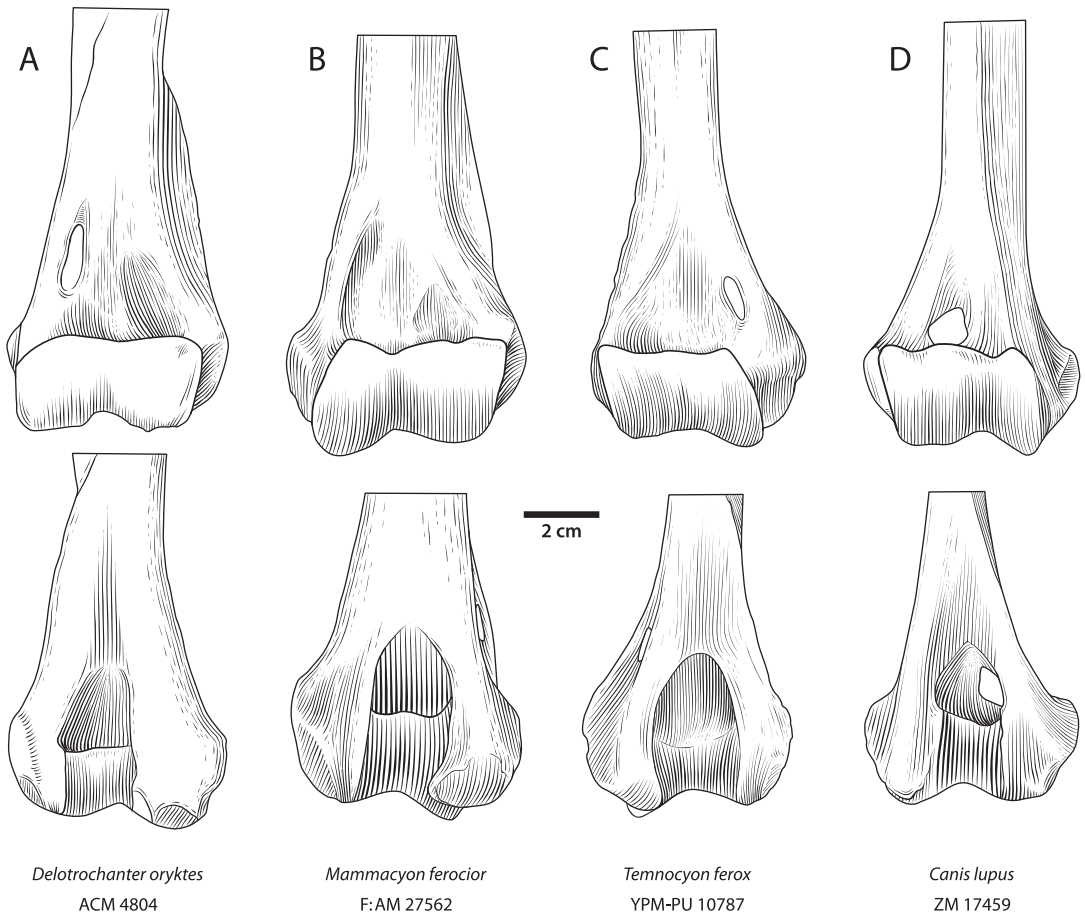 A
B
C
D
2 cm
Delotrochanter oryktes
ACM 4804
Mammacyon ferocior
F:AM 27562
Temnocyon ferox
YPM-PU 10787
Canis lupus
ZM 17459